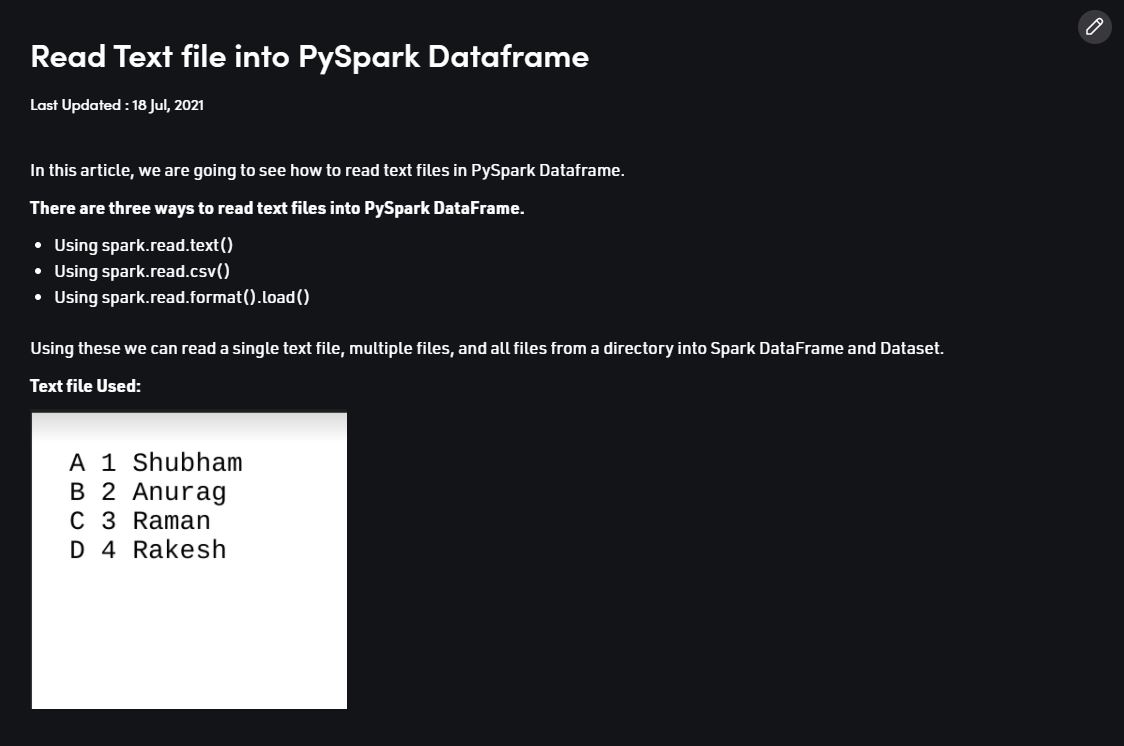 Read Text file into PySpark Dataframe
Last Updated : 18 Jul, 2021
In this article, we are going to see how to read text files in PySpark Dataframe.
There are three ways to read text files into PySpark DataFrame.
• Using spark.read.text()
• Using spark.read.csv()
• Using spark.read.format().load()
Using these we can read a single text file, multiple files, and all files from a directory into Spark DataFrame and Dataset.
Text file Used:
A 1 Shubham
B 2 Anurag
C 3 Raman
D 4 Rakesh